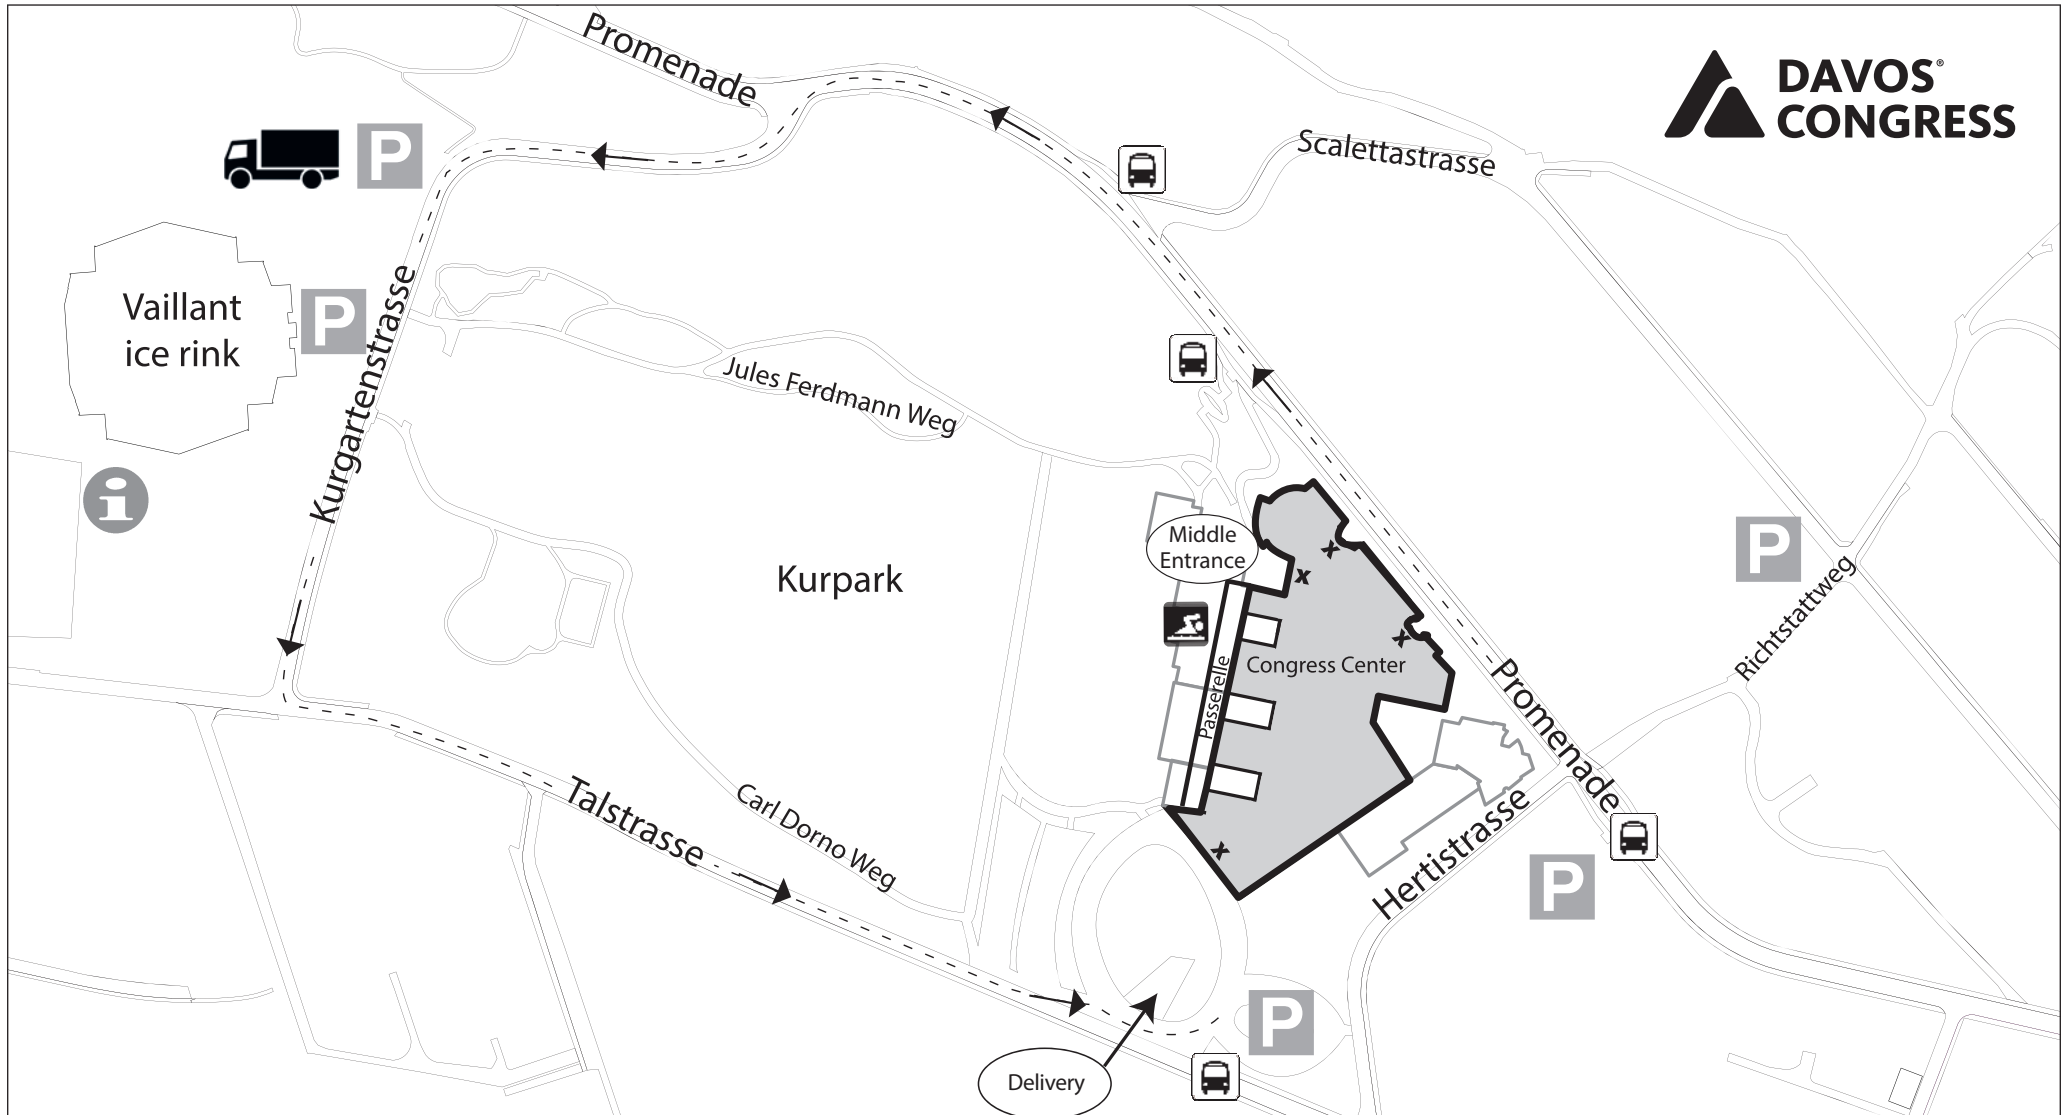 Promenade
DAVOS®
CONGRESS
Scalettastrasse
P
Vaillant
ice rink
P
Kurgartenstrasse
Jules Ferdmann Weg
i
Middle
Entrance
x
x
P
Kurpark
x
Richtstattweg
Passerelle
Congress Center
Promenade
Talstrasse
Carl Dorno Weg
x
Hertistrasse
P
P
Delivery